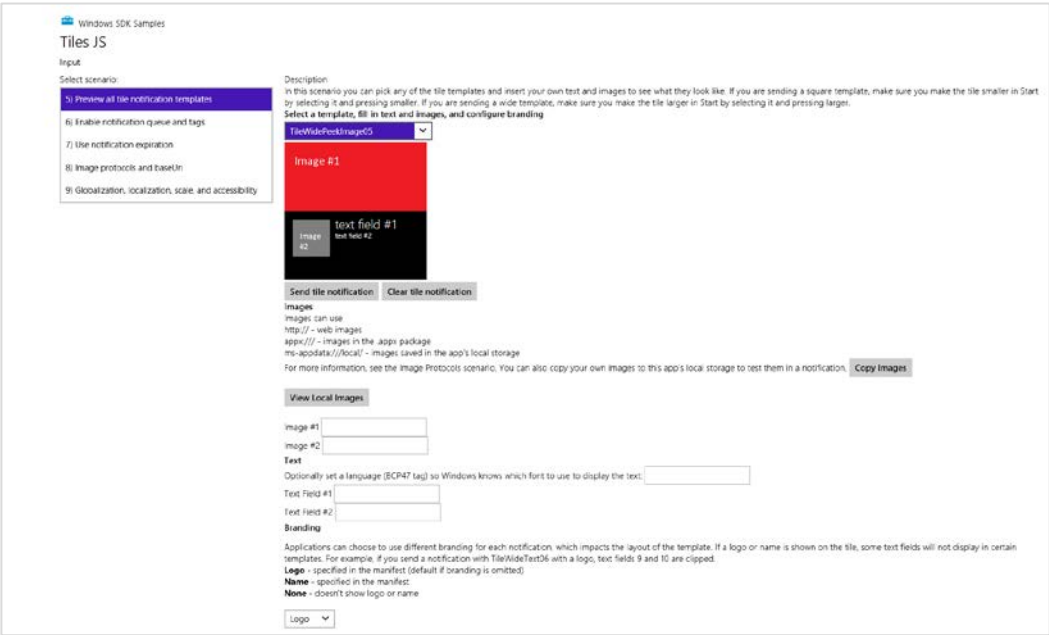 Windows SDK Samples
Tiles JS
Input
Select scenario:
5) Preview all tile notification templates
6) Enable notification queue and tags
7) Use notification expiration
8) Image protocols and baseUri
9) Globalization, localization, scale, and accessibility
Description:
In this scenario you can pick any of the tile templates and insert your own text and images to see what they look like. If you are sending a square template, make sure you make the tile smaller in Start
by selecting it and pressing smaller. If you are sending a wide template, make sure you make the tile larger in Start by selecting it and pressing larger.
Select a template, fill in text and images, and configure branding
TileWidePeekImage05
Image #1
text field #1
text field #2
Image
#2
Send tile notification
Clear tile notification
Images
Images can use
http:// - web images
appx:/// - images in the .appx package
ms-appdata:///local/ - images saved in the app's local storage
For more information, see the Image Protocols scenario. You can also copy your own images to this app's local storage to test them in a notification. Copy Images
View Local Images
Image #1
Image #2
Text
Optionally set a language (BCP47 tag) so Windows knows which font to use to display the text:
Text Field #1
Text Field #2
Branding
Applications can choose to use different branding for each notification, which impacts the layout of the template. If a logo or name is shown on the tile, some text fields will not display in certain
templates. For example, if you send a notification with TileWideText06 with a logo, text fields 9 and 10 are clipped.
Logo - specified in the manifest (default if branding is omitted)
Name - specified in the manifest
None - doesn't show logo or name
Logo